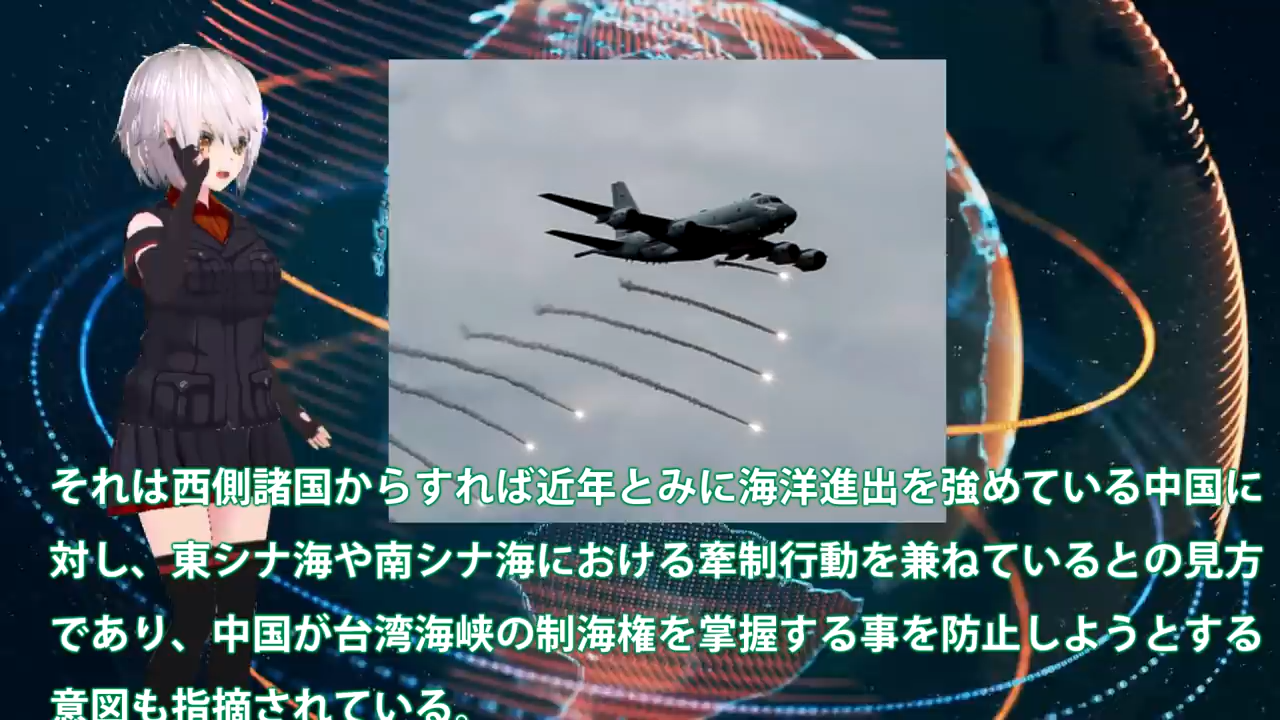 それは西側諸国からすれば近年とみに海洋進出を強めている中国に
対し、東シナ海や南シナ海における牽制行動を兼ねているとの見方
であり、中国が台湾海峡の制海権を掌握する事を防止しようとする
意図も指摘されている。